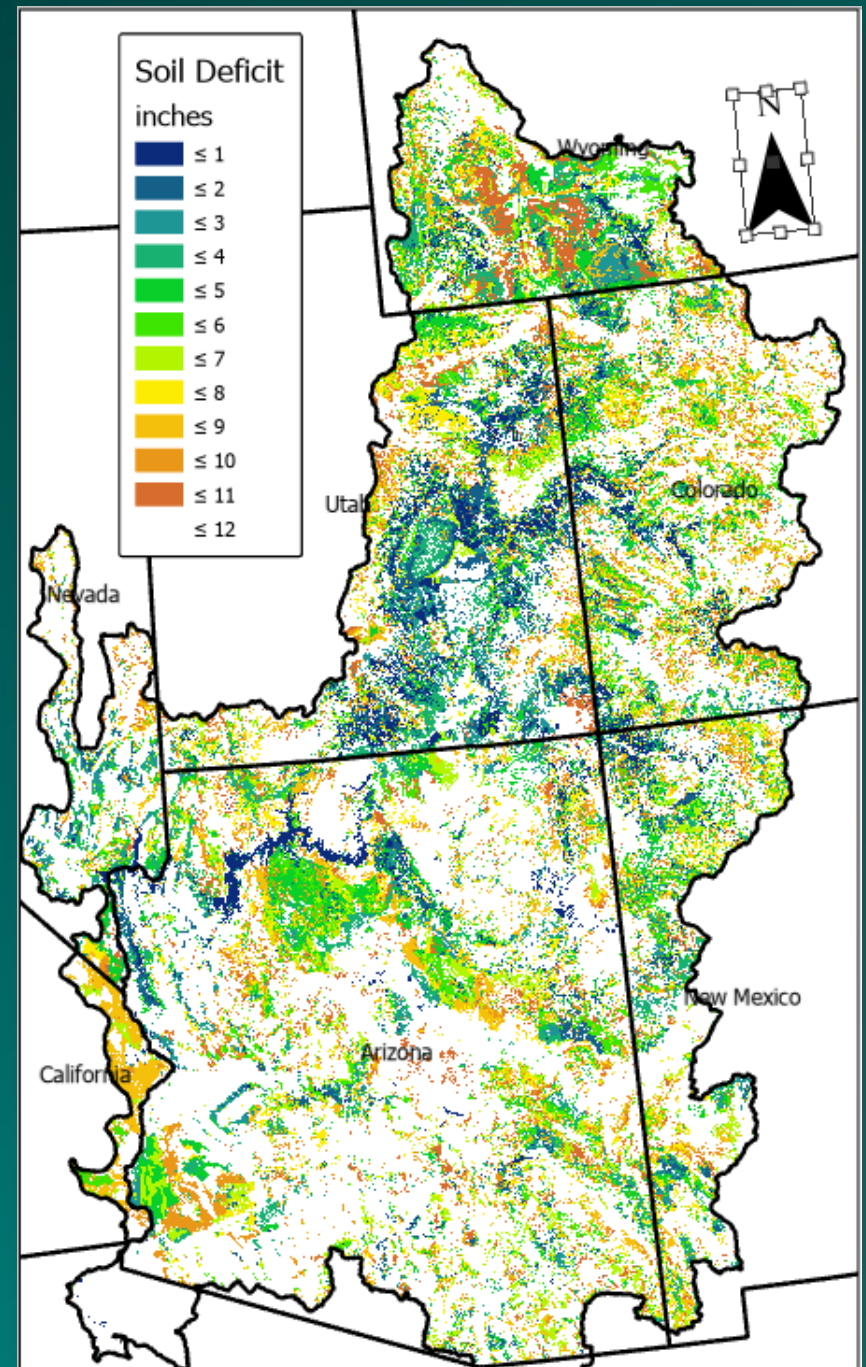 Soil Deficit
inches
≤ 1
≤ 2
≤ 3
≤ 4
≤ 5
≤ 6
≤ 7
≤ 8
≤ 9
≤ 10
≤ 11
≤ 12
N
Wyoming
Colorado
Utah
Nevada
New Mexico
Arizona
California